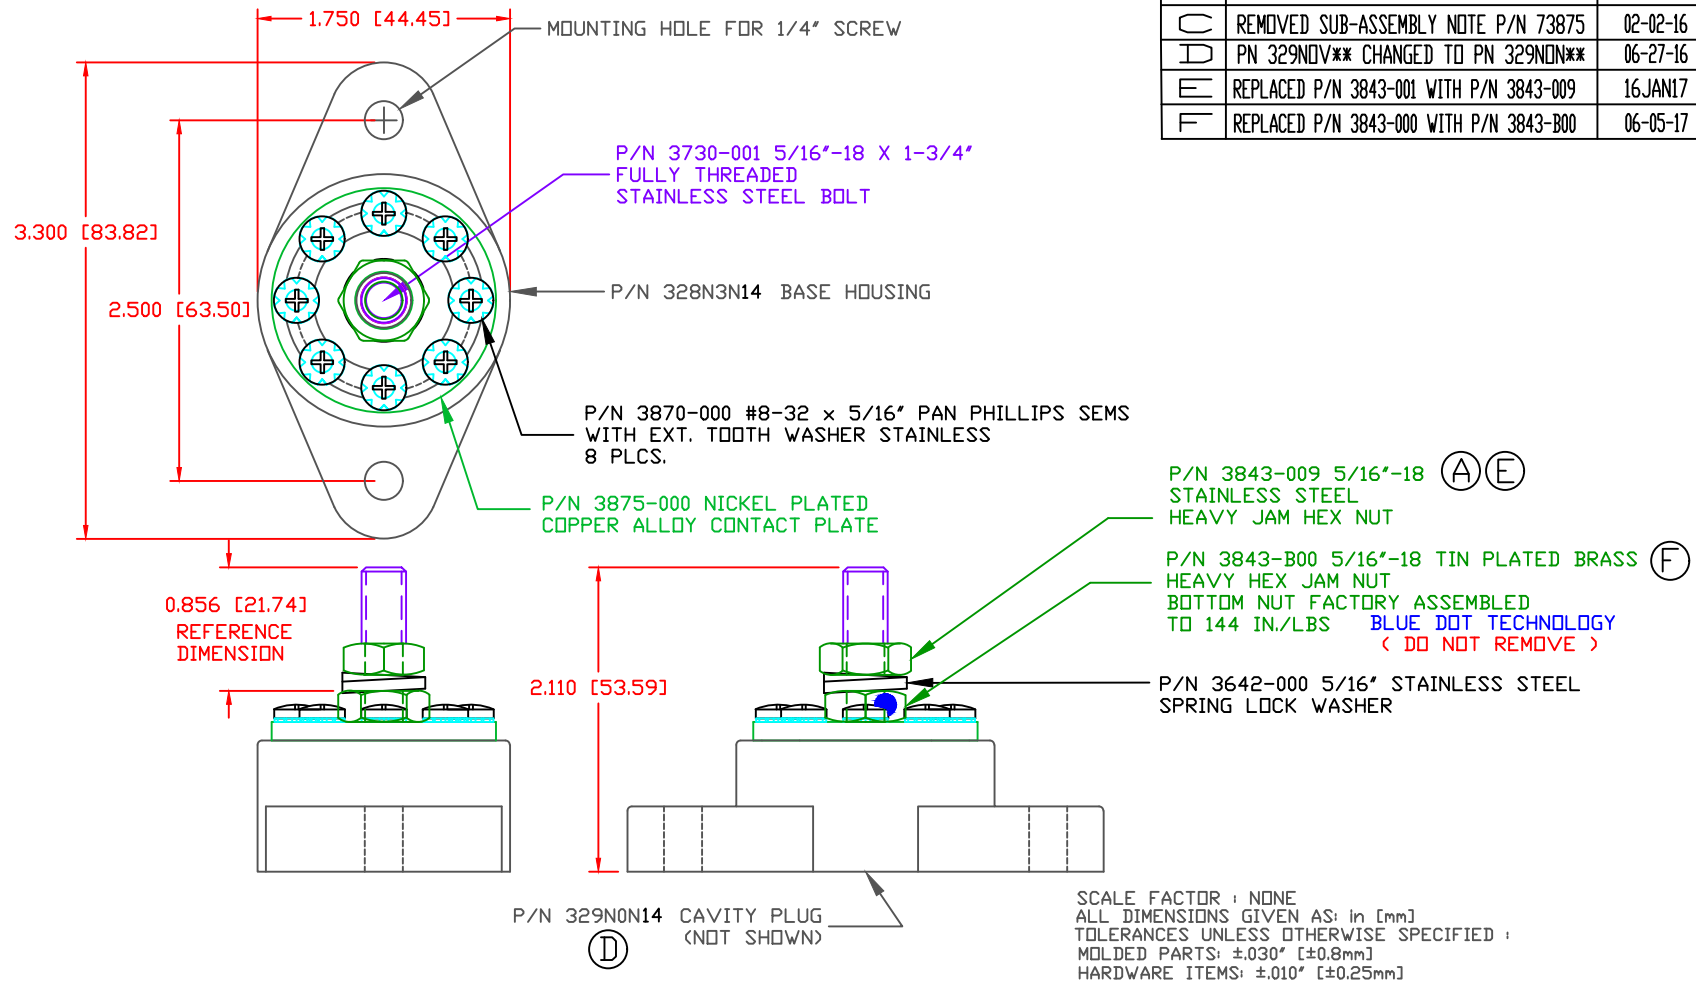 C REMOVED SUB-ASSEMBLY NOTE P/N 73875 02-02-16
D PN 329NOV** CHANGED TO PN 329NON** 06-27-16
E REPLACED P/N 3843-001 WITH P/N 3843-009 16JAN17
F REPLACED P/N 3843-000 WITH P/N 3843-B00 06-05-17
1.750 [44.45]
MOUNTING HOLE FOR 1/4" SCREW
P/N 3730-001 5/16"-18 X 1-3/4"
FULLY THREADED
STAINLESS STEEL BOLT
3.300 [83.82]
2.500 [63.50]
P/N 328N3N14 BASE HOUSING
P/N 3870-000 #8-32 x 5/16" PAN PHILLIPS SEMS
WITH EXT. TOOTH WASHER STAINLESS
8 PLCS.
P/N 3875-000 NICKEL PLATED
COPPER ALLOY CONTACT PLATE
P/N 3843-009 5/16"-18 A E
STAINLESS STEEL
HEAVY JAM HEX NUT
P/N 3843-B00 5/16"-18 TIN PLATED BRASS F
HEAVY HEX JAM NUT
BOTTOM NUT FACTORY ASSEMBLED
TO 144 IN./LBS BLUE DOT TECHNOLOGY
( DO NOT REMOVE )
0.856 [21.74]
REFERENCE
DIMENSION
2.110 [53.59]
P/N 3642-000 5/16" STAINLESS STEEL
SPRING LOCK WASHER
P/N 329N0N14 CAVITY PLUG
(NOT SHOWN)
D
SCALE FACTOR : NONE
ALL DIMENSIONS GIVEN AS: in [mm]
TOLERANCES UNLESS OTHERWISE SPECIFIED :
MOLDED PARTS: ±.030" [±0.8mm]
HARDWARE ITEMS: ±.010" [±0.25mm]